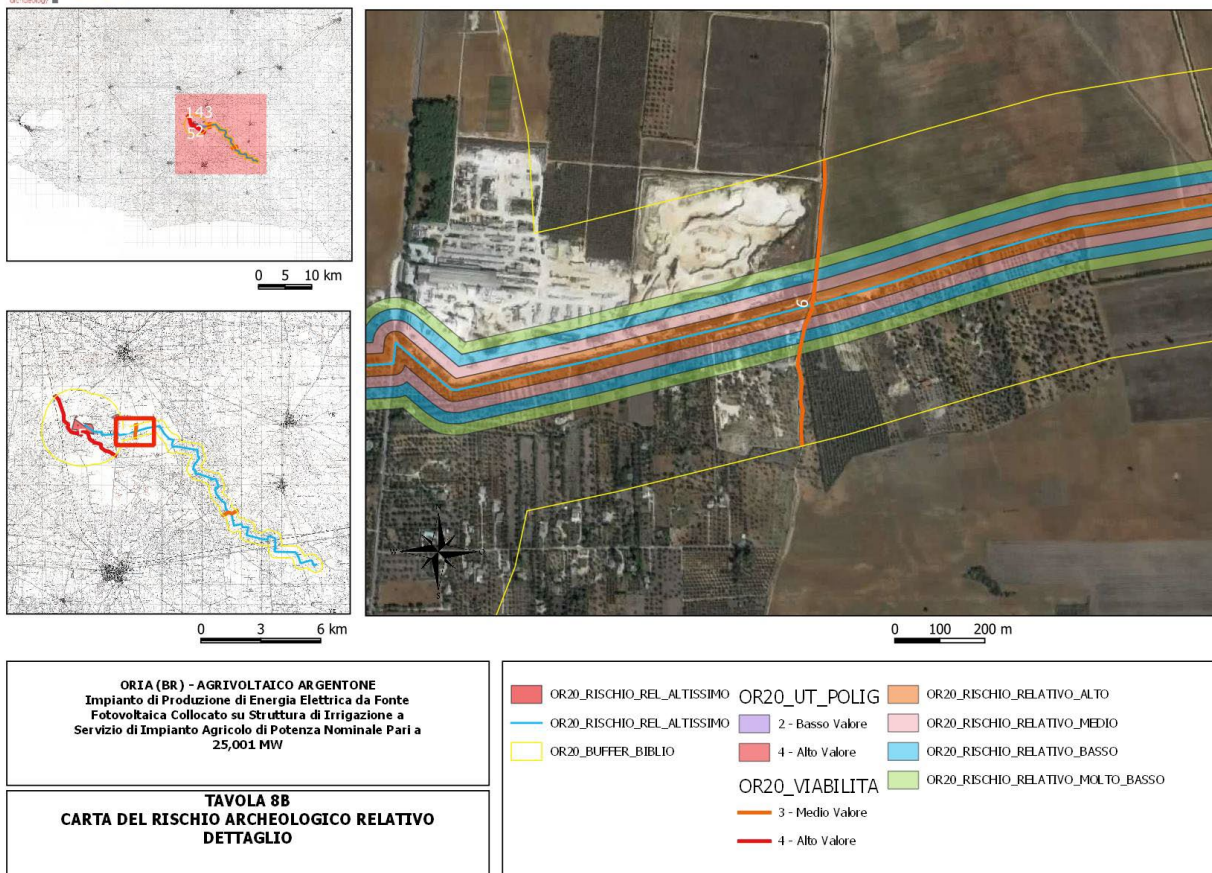 archeology
143
52
0 5 10 km
0 3 6 km
6
N
S
0 100 200 m
ORIA (BR) - AGRIVOLTAICO ARGENTONE
Impianto di Produzione di Energia Elettrica da Fonte
Fotovoltaica Collocato su Struttura di Irrigazione a
Servizio di Impianto Agricolo di Potenza Nominale Pari a
25,001 MW
TAVOLA 8B
CARTA DEL RISCHIO ARCHEOLOGICO RELATIVO
DETTAGLIO
OR20_RISCHIO_REL_ALTISSIMO
OR20_RISCHIO_REL_ALTISSIMO
OR20_BUFFER_BIBLIO
OR20_UT_POLIG
2 - Basso Valore
4 - Alto Valore
OR20_VIABILITA
3 - Medio Valore
4 - Alto Valore
OR20_RISCHIO_RELATIVO_ALTO
OR20_RISCHIO_RELATIVO_MEDIO
OR20_RISCHIO_RELATIVO_BASSO
OR20_RISCHIO_RELATIVO_MOLTO_BASSO